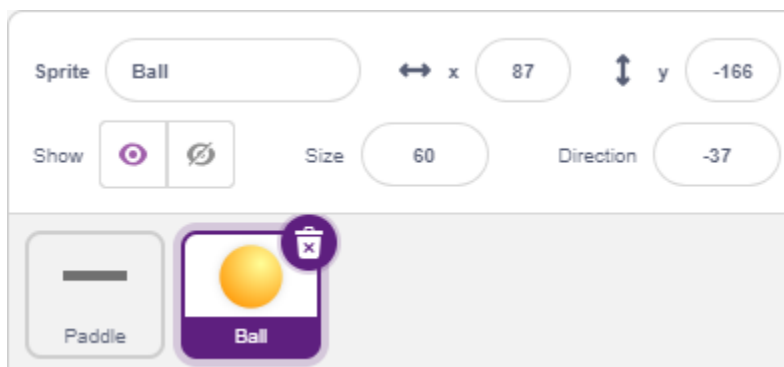 Sprite Ball x 87 y -166
Show Size 60 Direction -37
Paddle Ball